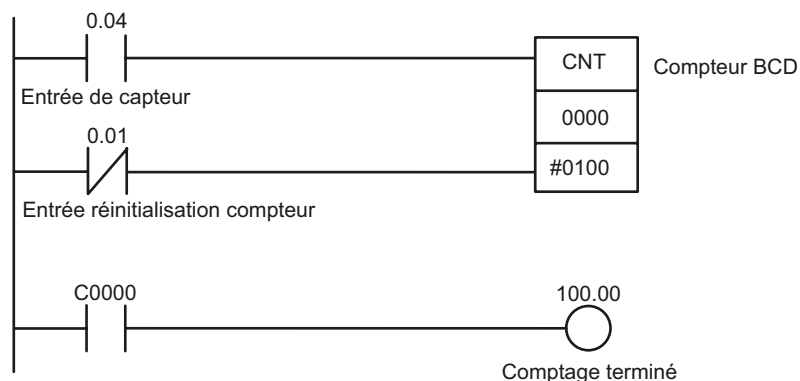 0.04
CNT
Compteur BCD
Entrée de capteur
0000
0.01
#0100
Entrée réinitialisation compteur
C0000
100.00
Comptage terminé